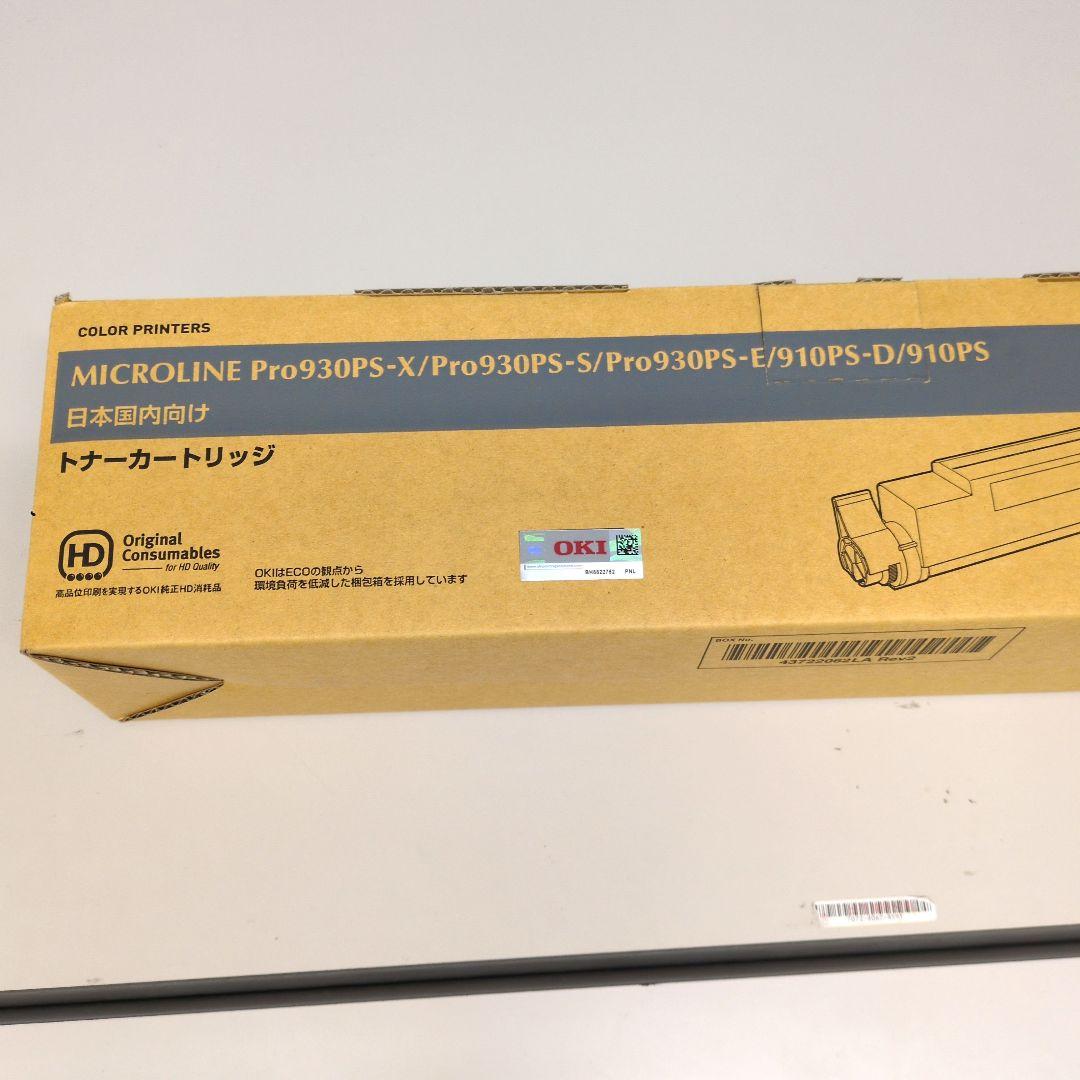 COLOR PRINTERS
MICROLINE Pro930PS-X/Pro930PS-S/Pro930PS-E/910PS-D/910PS
日本国内向け
トナーカートリッジ
HD
Original
Consumables
for HD Quality
高品位印刷を実現するOKI純正HD消耗品
OKIはECOの観点から
環境負荷を低減した梱包箱を採用しています
OKI
PNL
BOX No.
43722062LA Rev2